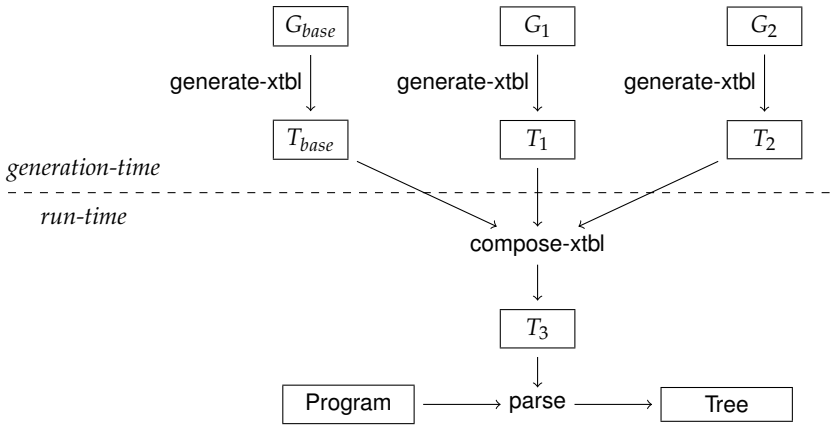 G_base G_1 G_2
generate-xtbl generate-xtbl generate-xtbl
T_base T_1 T_2
generation-time
run-time
compose-xtbl
T_3
Program parse Tree